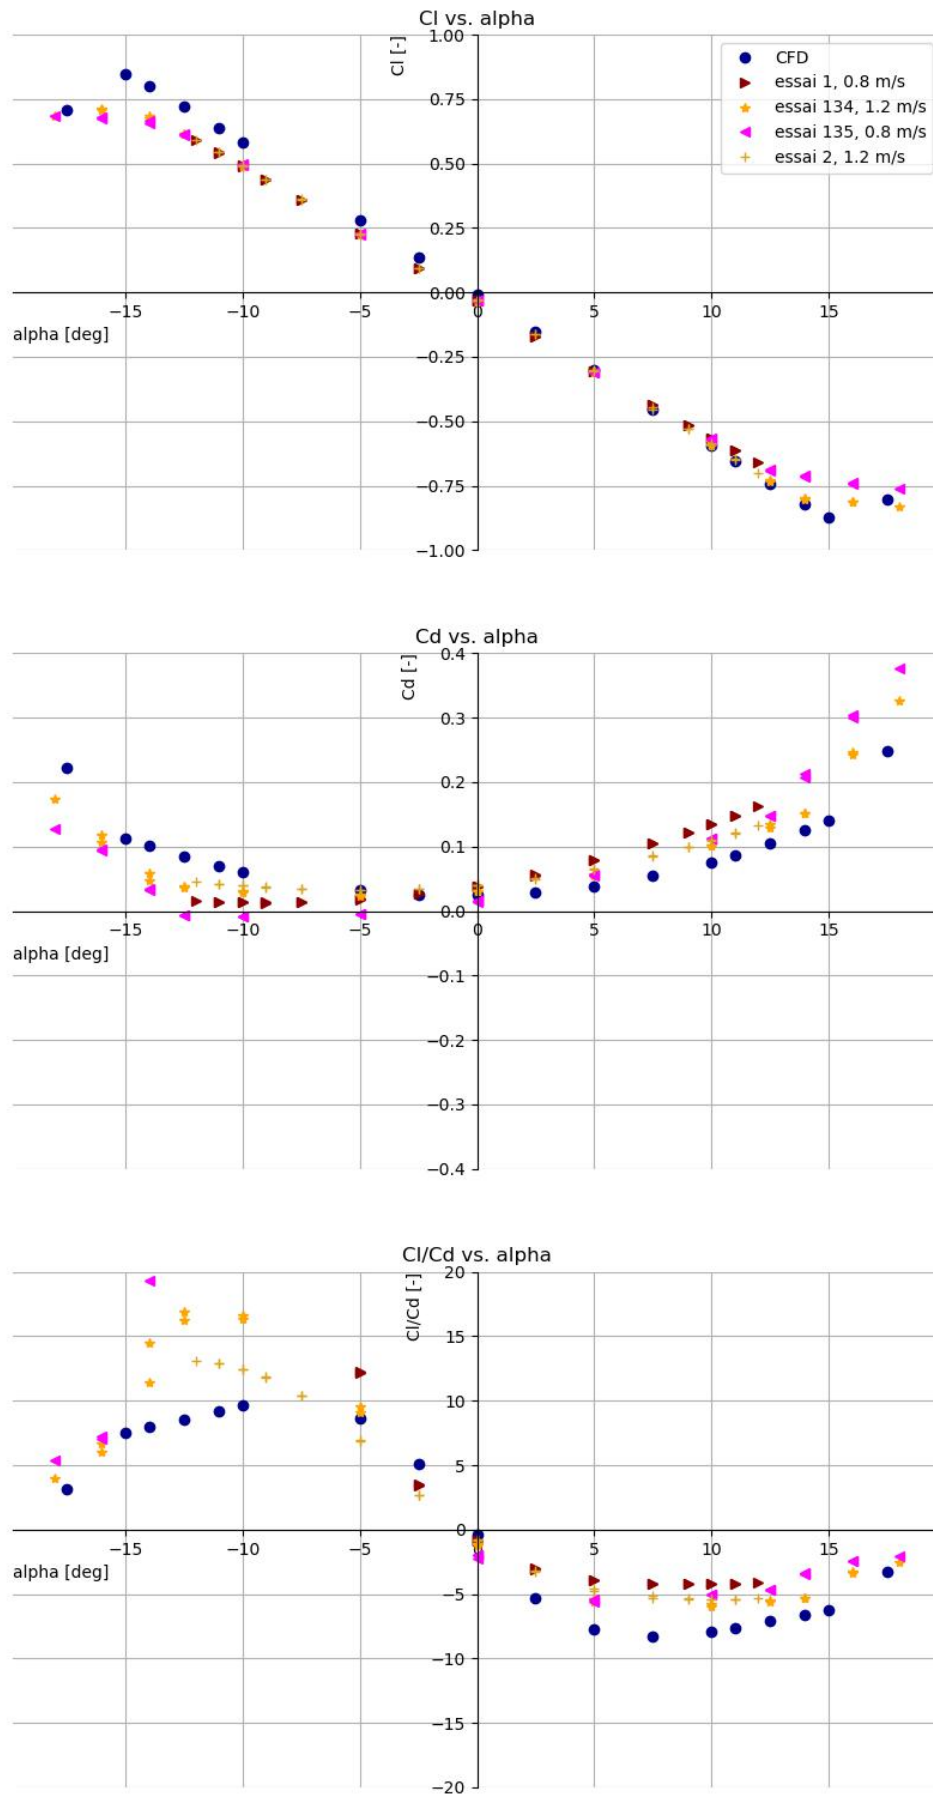 Cl vs. alpha
1.00
Cl [-]
CFD
essai 1, 0.8 m/s
essai 134, 1.2 m/s
essai 135, 0.8 m/s
essai 2, 1.2 m/s
0.75
0.50
0.25
0.00
−15 −10 −5 0 5 10 15
alpha [deg]
−0.25
−0.50
−0.75
−1.00
Cd vs. alpha
0.4
Cd [-]
0.3
0.2
0.1
0.0
−15 −10 −5 0 5 10 15
alpha [deg]
−0.1
−0.2
−0.3
−0.4
Cl/Cd vs. alpha
20
Cl/Cd [-]
15
10
5
0
−15 −10 −5 0 5 10 15
alpha [deg]
−5
−10
−15
−20